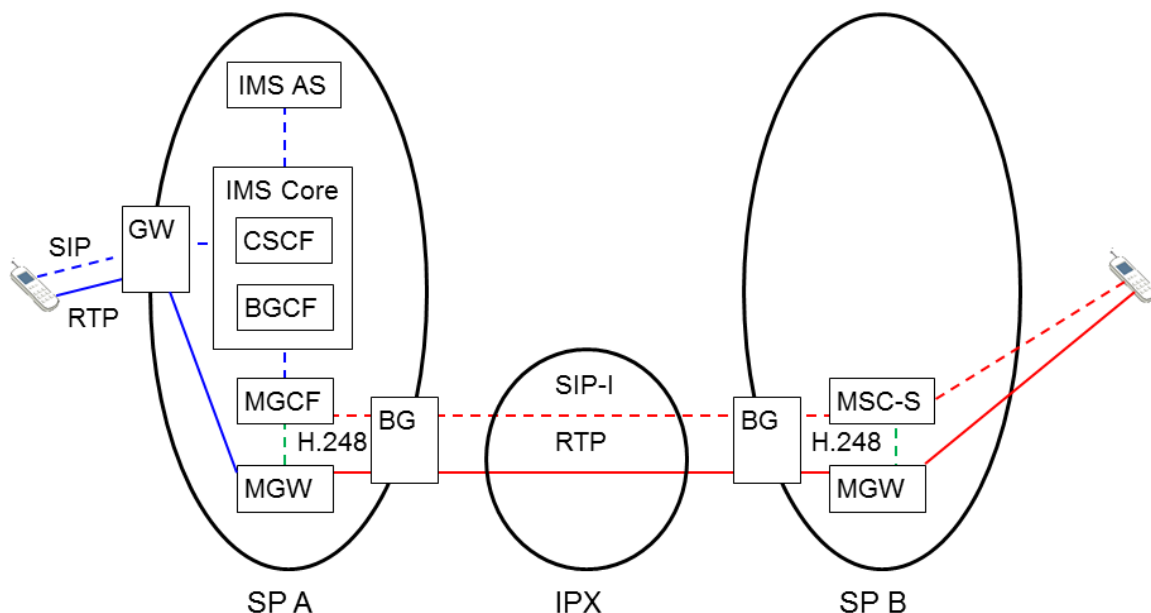 IMS AS
IMS Core
GW
CSCF
SIP
BGCF
RTP
MGCF
BG
SIP-I
BG
MSC-S
H.248
RTP
H.248
MGW
MGW
SP A
IPX
SP B